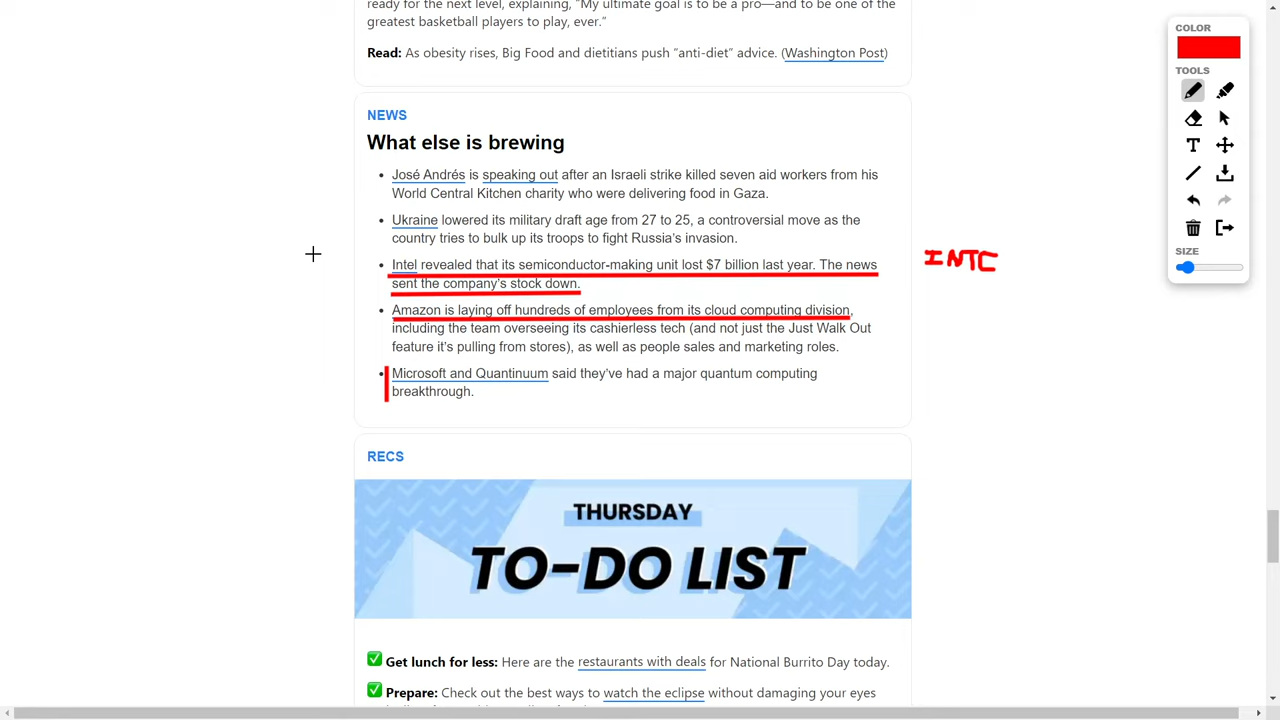 ready for the next level, explaining, "My ultimate goal is to be a pro—and to be one of the
greatest basketball players to play, ever."
Read: As obesity rises, Big Food and dietitians push "anti-diet" advice. (Washington Post)
NEWS
What else is brewing
• José Andrés is speaking out after an Israeli strike killed seven aid workers from his
World Central Kitchen charity who were delivering food in Gaza.
• Ukraine lowered its military draft age from 27 to 25, a controversial move as the
country tries to bulk up its troops to fight Russia's invasion.
• Intel revealed that its semiconductor-making unit lost $7 billion last year. The news
sent the company's stock down.
INTC
• Amazon is laying off hundreds of employees from its cloud computing division,
including the team overseeing its cashierless tech (and not just the Just Walk Out
feature it's pulling from stores), as well as people sales and marketing roles.
• Microsoft and Quantinuum said they've had a major quantum computing
breakthrough.
RECS
THURSDAY
TO-DO LIST
✅ Get lunch for less: Here are the restaurants with deals for National Burrito Day today.
✅ Prepare: Check out the best ways to watch the eclipse without damaging your eyes
COLOR
TOOLS
T
SIZE